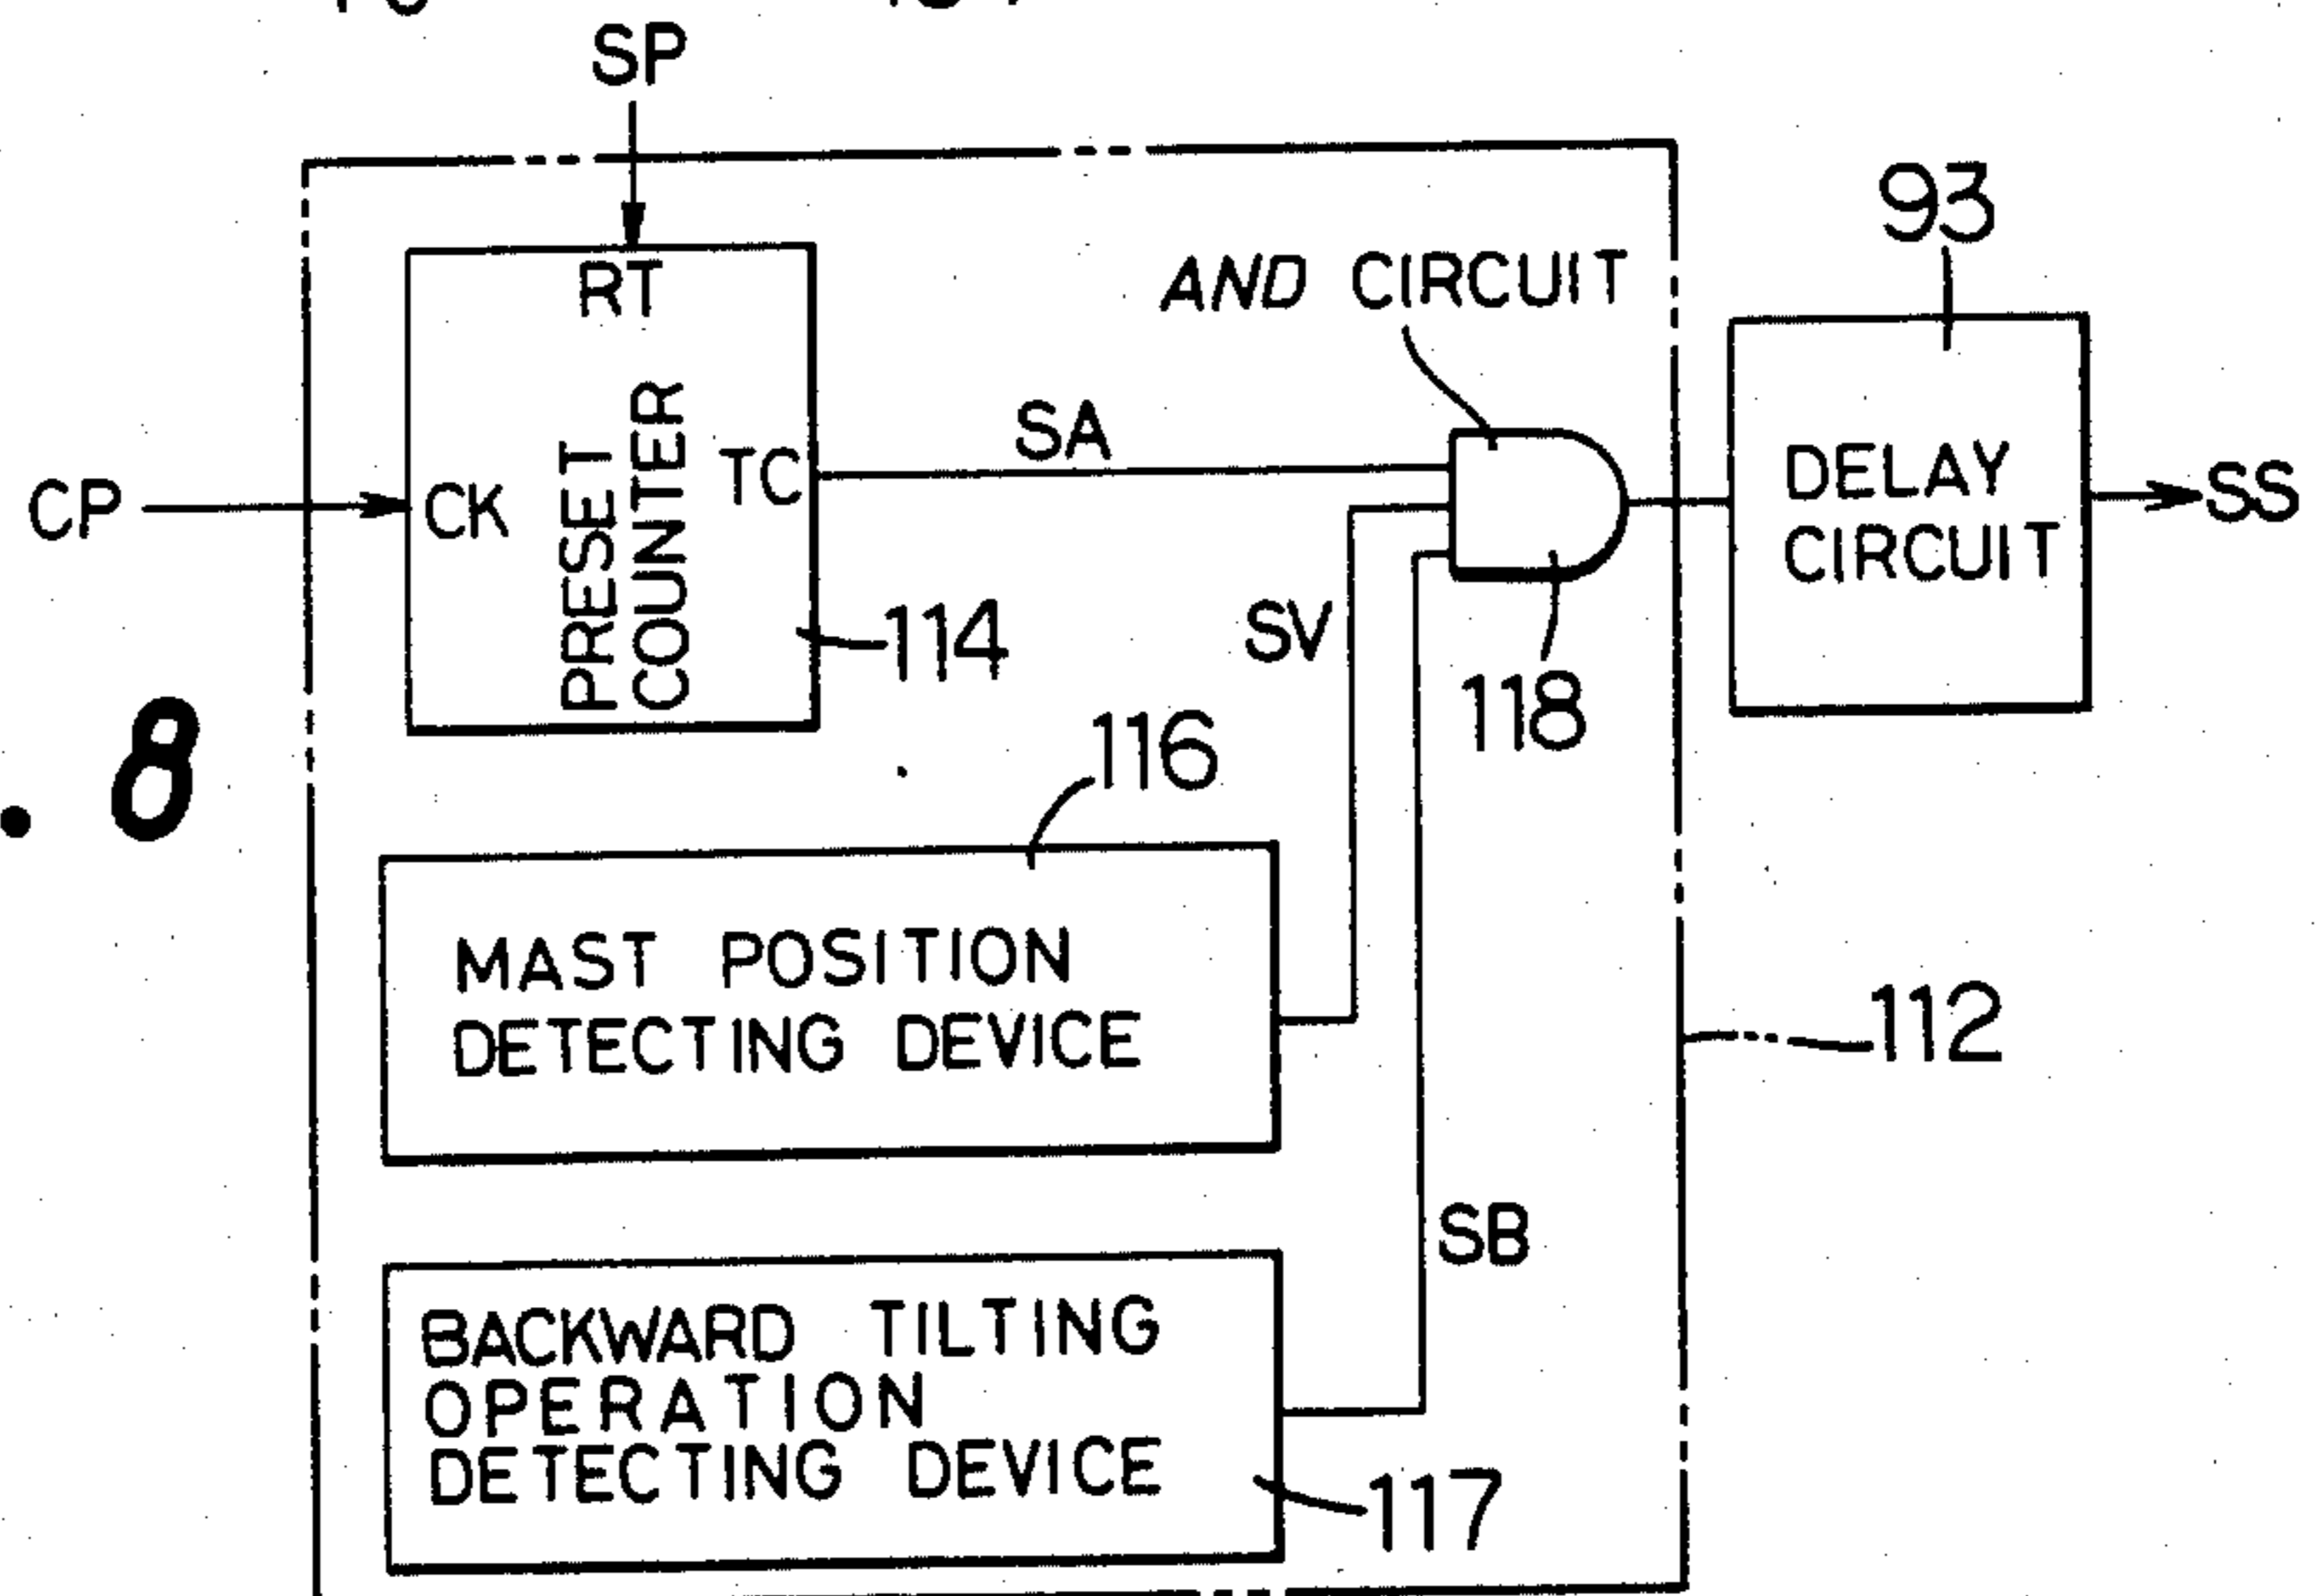 SP
93
RT
AND CIRCUIT
PRESET
COUNTER
TC
SA
CP
CK
DELAY
CIRCUIT
SS
114
SV
118
. 8
116
MAST POSITION
DETECTING DEVICE
112
SB
BACKWARD TILTING
OPERATION
DETECTING DEVICE
117